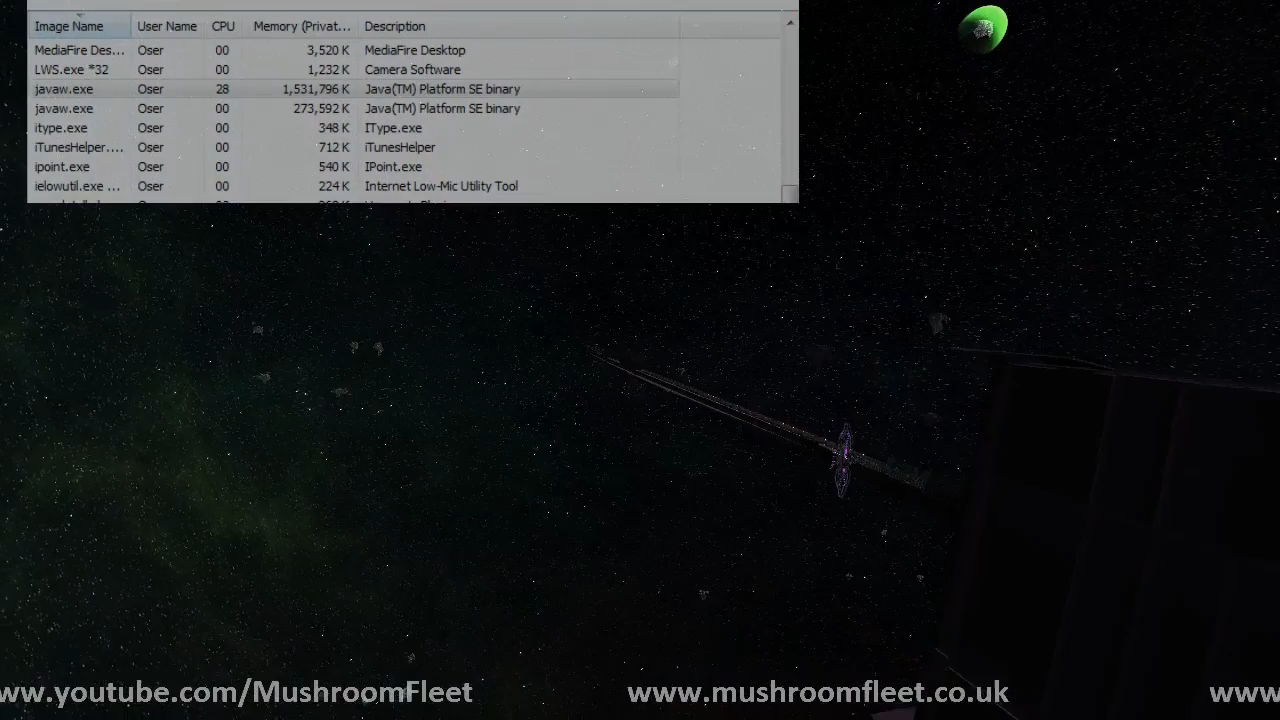 Image Name User Name CPU Memory (Privat... Description
MediaFire Des... Oser 00 3,520 K MediaFire Desktop
LWS.exe *32 Oser 00 1,232 K Camera Software
javaw.exe Oser 28 1,531,796 K Java(TM) Platform SE binary
javaw.exe Oser 00 273,592 K Java(TM) Platform SE binary
itype.exe Oser 00 348 K IType.exe
iTunesHelper.... Oser 00 712 K iTunesHelper
ipoint.exe Oser 00 540 K IPoint.exe
ielowutil.exe ... Oser 00 224 K Internet Low-Mic Utility Tool
www.youtube.com/MushroomFleet www.mushroomfleet.co.uk www